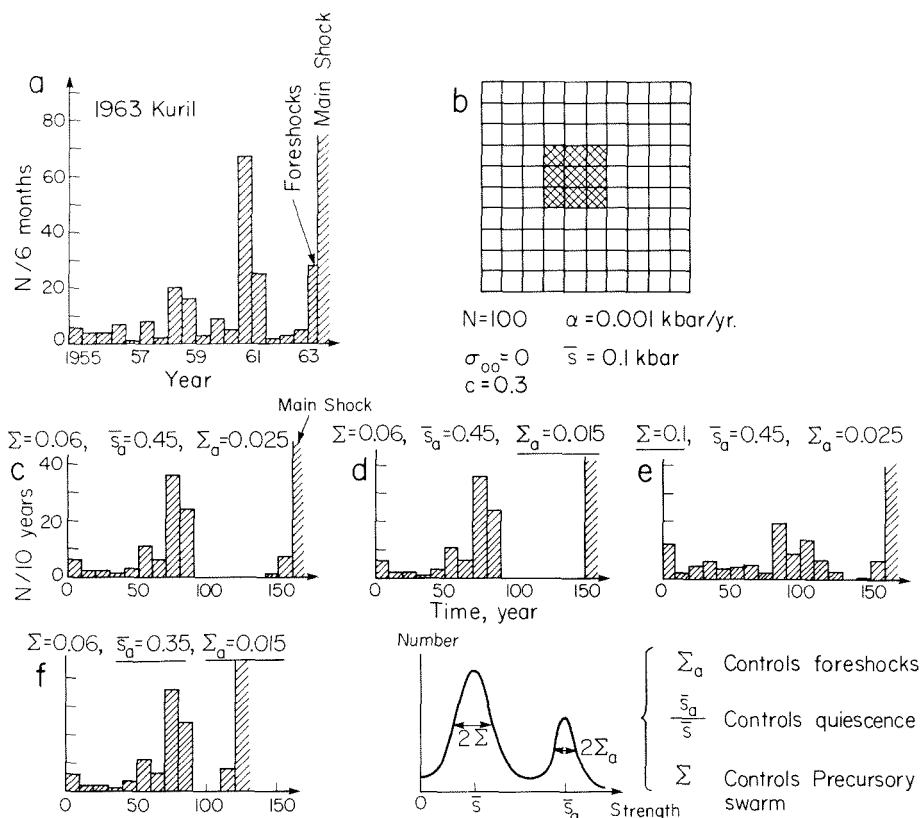 a
1963 Kuril
Foreshocks
Main Shock
N/6 months
80
60
40
20
0
1955 57 59 61 63
Year
b
N=100 α=0.001 kbar/yr.
σ₀₀=0 s̄=0.1 kbar
c=0.3
Main Shock
Σ=0.06, s̄ₐ=0.45, Σₐ=0.025
c
N/10 years
40
20
0
0 50 100 150
Σ=0.06, s̄ₐ=0.45, Σₐ=0.015
d
0 50 100 150
Time, year
Σ=0.1, s̄ₐ=0.45, Σₐ=0.025
e
0 50 100 150
Σ=0.06, s̄ₐ=0.35, Σₐ=0.015
f
0 50 100 150
Number
2Σ
2Σₐ
0 s̄ s̄ₐ Strength
Σₐ Controls foreshocks
s̄ₐ/s̄ Controls quiescence
Σ Controls Precursory
swarm